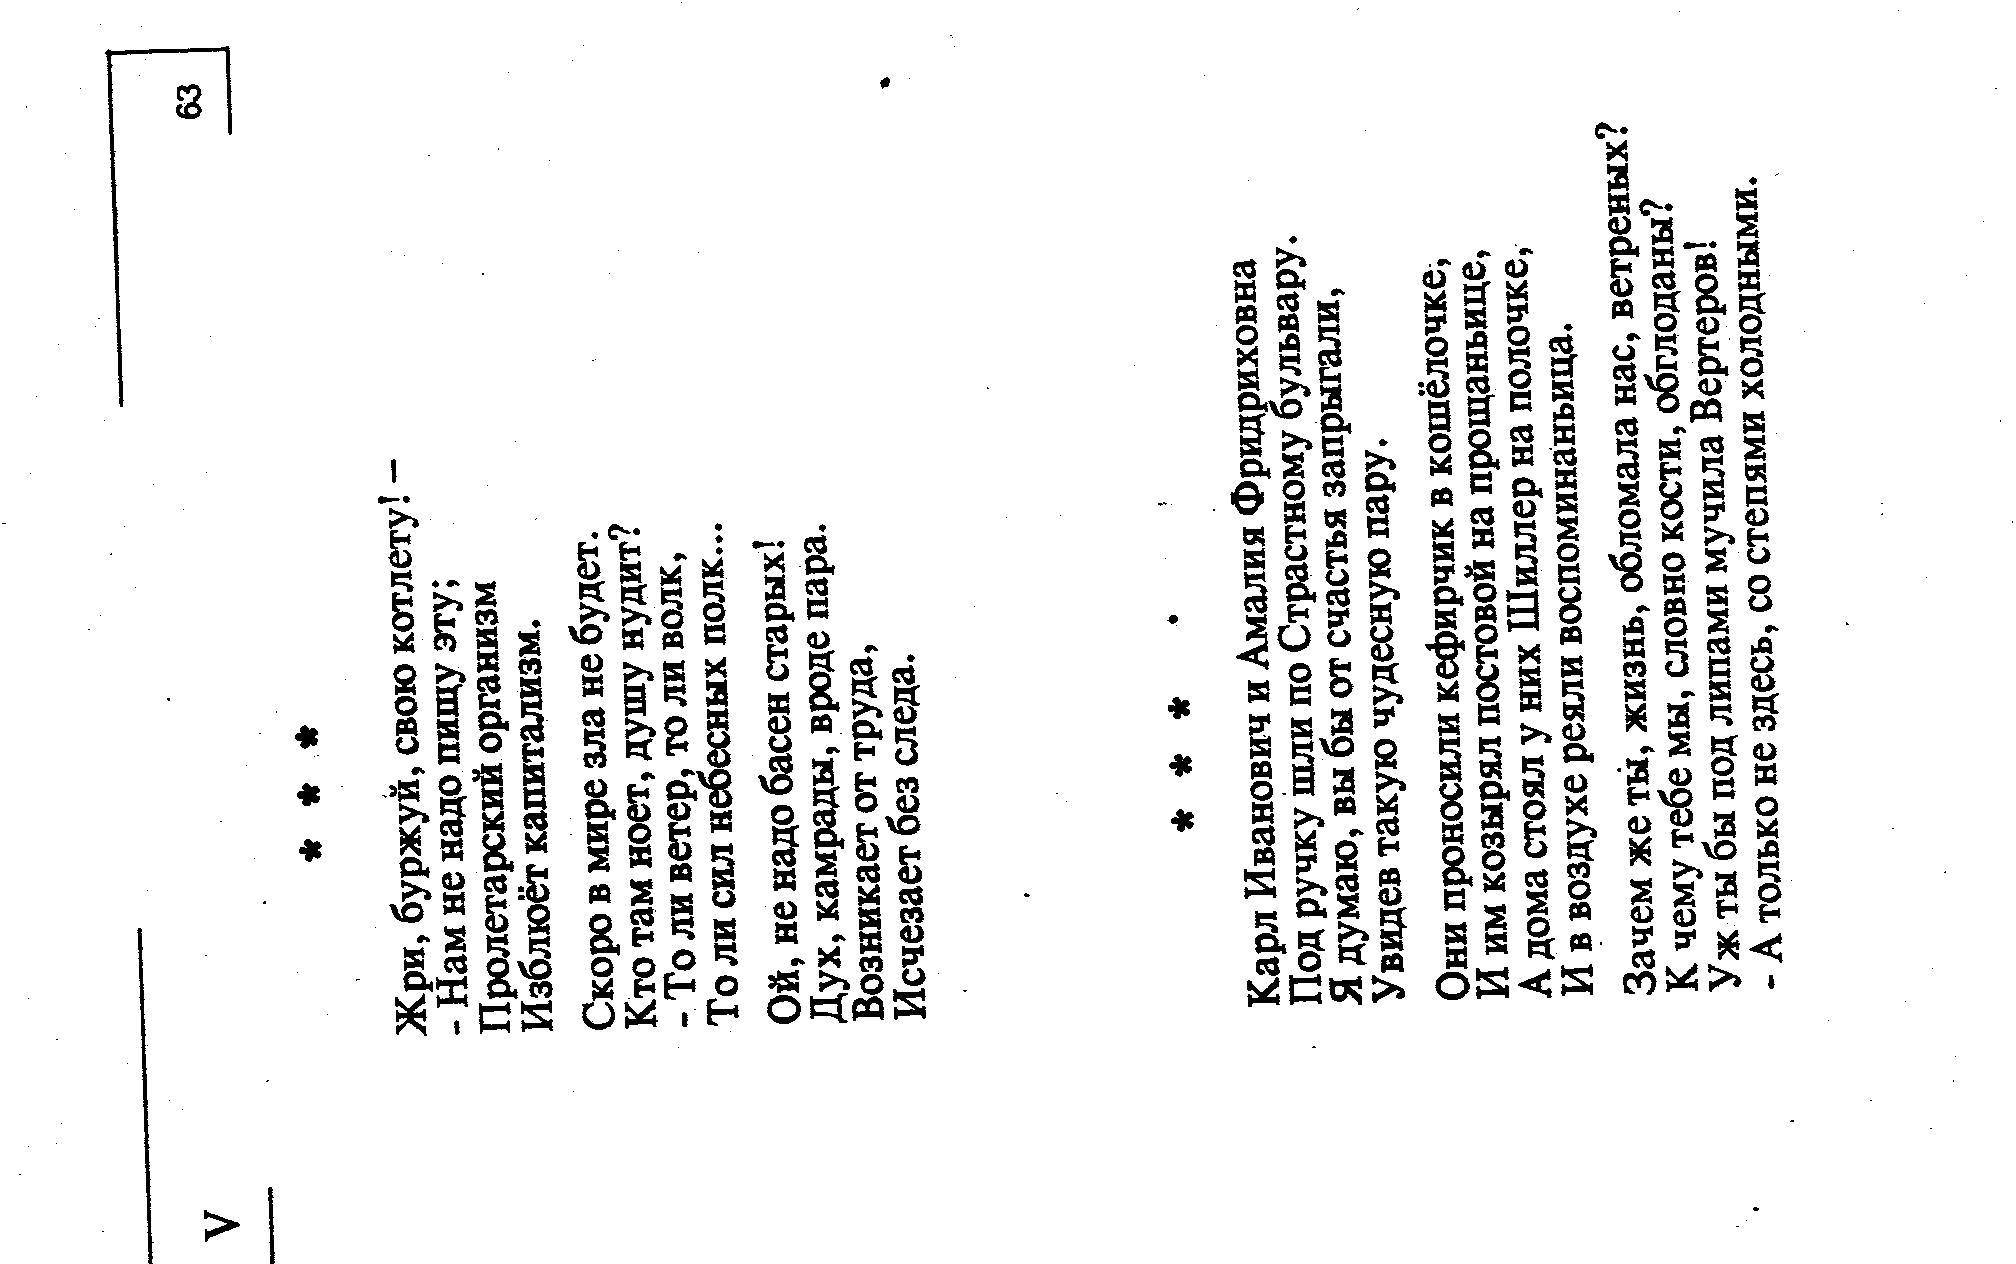 V
63
* * *
Жри, буржуй, свою котлету! –
- Нам не надо пищу эту;
Пролетарский организм
Изблюёт капитализм.
Скоро в мире зла не будет.
Кто там ноет, душу нудит?
- То ли ветер, то ли волк,
То ли сил небесных полк...
Ой, не надо басен старых!
Дух, камрады, вроде пара.
Возникает от труда,
Исчезает без следа.
* * *
Карл Иванович и Амалия Фридриховна
Под ручку шли по Страстному бульвару.
Я думаю, вы бы от счастья запрыгали,
Увидев такую чудесную пару.
Они проносили кефирчик в кошёлочке,
И им козырял постовой на прощаньице,
А дома стоял у них Шиллер на полочке,
И в воздухе реяли воспоминаньица.
Зачем же ты, жизнь, обломала нас, ветреных?
К чему тебе мы, словно кости, обглоданы?
Уж ты бы под липами мучила Вертеров!
- А только не здесь, со степями холодными.